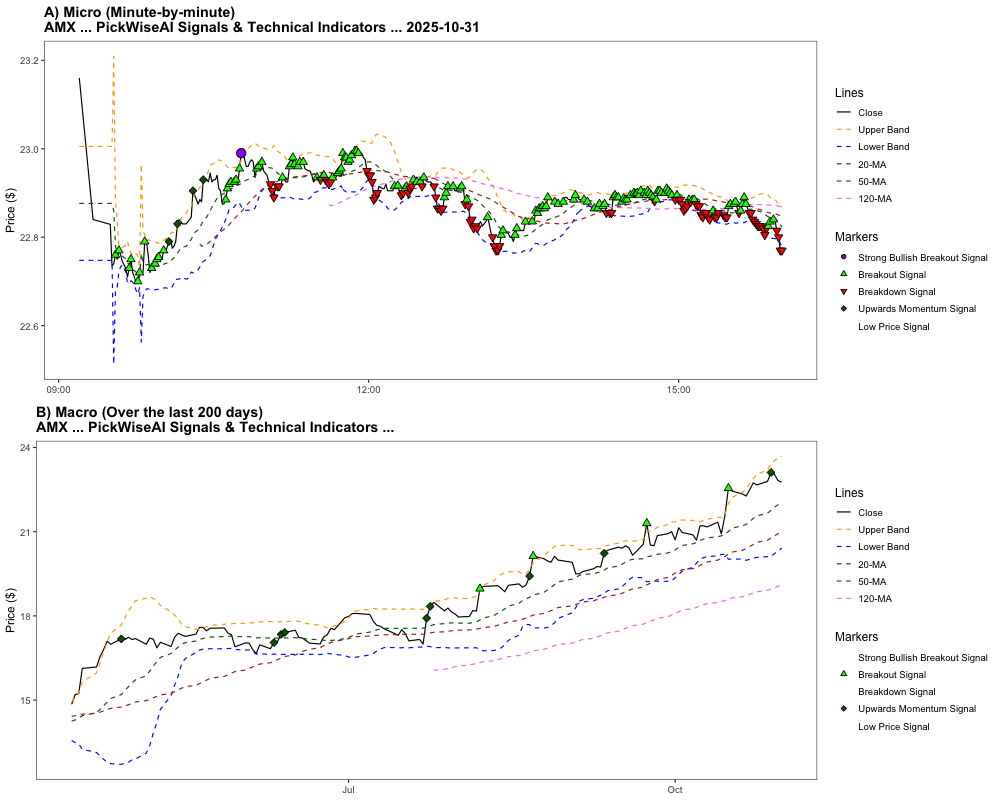 A) Micro (Minute-by-minute)
AMX ... PickWiseAI Signals & Technical Indicators ... 2025-10-31
23.2
23.0
22.8
22.6
Price ($)
09:00
12:00
15:00
Lines
Close
Upper Band
Lower Band
20-MA
50-MA
120-MA
Markers
Strong Bullish Breakout Signal
Breakout Signal
Breakdown Signal
Upwards Momentum Signal
Low Price Signal
B) Macro (Over the last 200 days)
AMX ... PickWiseAI Signals & Technical Indicators ...
24
21
18
15
Price ($)
Jul
Oct
Lines
Close
Upper Band
Lower Band
20-MA
50-MA
120-MA
Markers
Strong Bullish Breakout Signal
Breakout Signal
Breakdown Signal
Upwards Momentum Signal
Low Price Signal